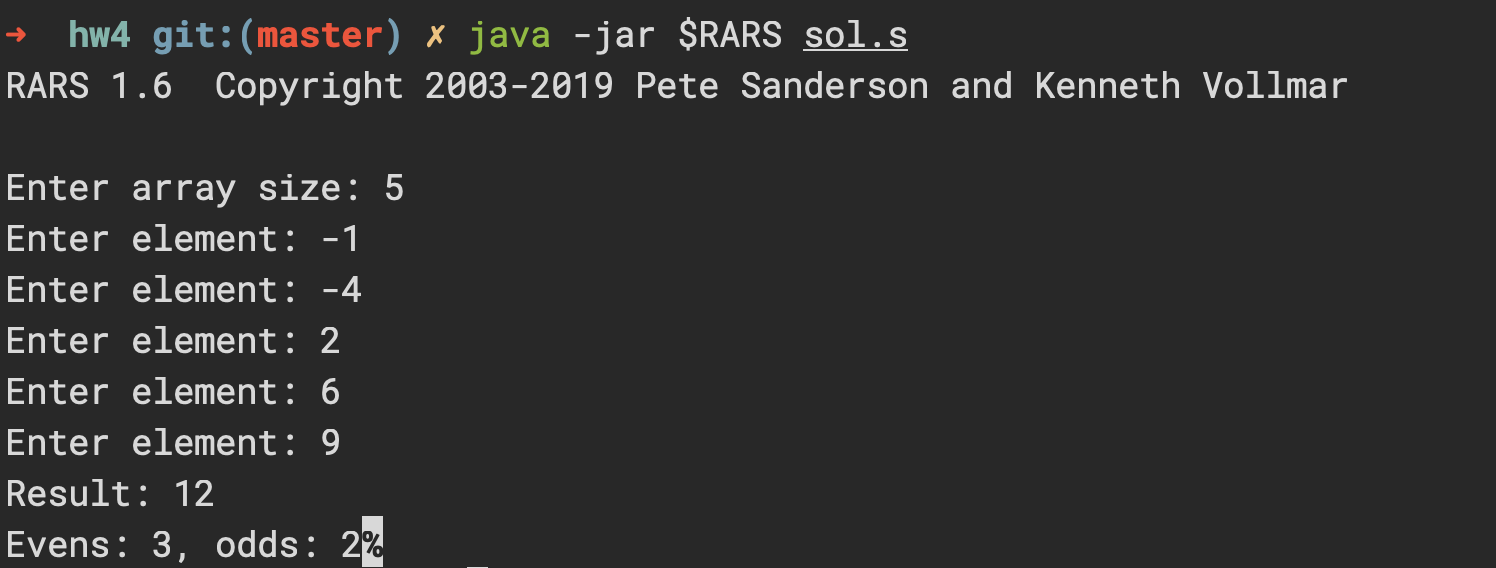 → hw4 git:(master) ✗ java -jar $RARS sol.s
RARS 1.6  Copyright 2003-2019 Pete Sanderson and Kenneth Vollmar

Enter array size: 5
Enter element: -1
Enter element: -4
Enter element: 2
Enter element: 6
Enter element: 9
Result: 12
Evens: 3, odds: 2%